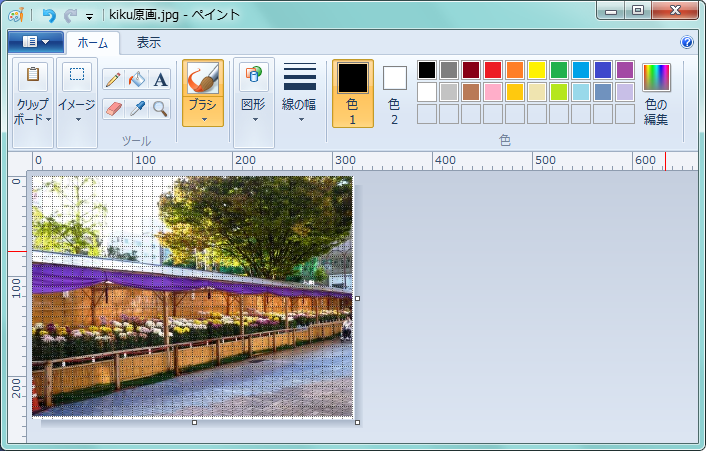 kiku原画.jpg - ペイント
ホーム 表示
クリップ
ボード
イメージ
A
ツール
ブラシ
図形
線の幅
色
1
色
2
色
色の
編集
0 100 200 300 400 500 600
0
100
200